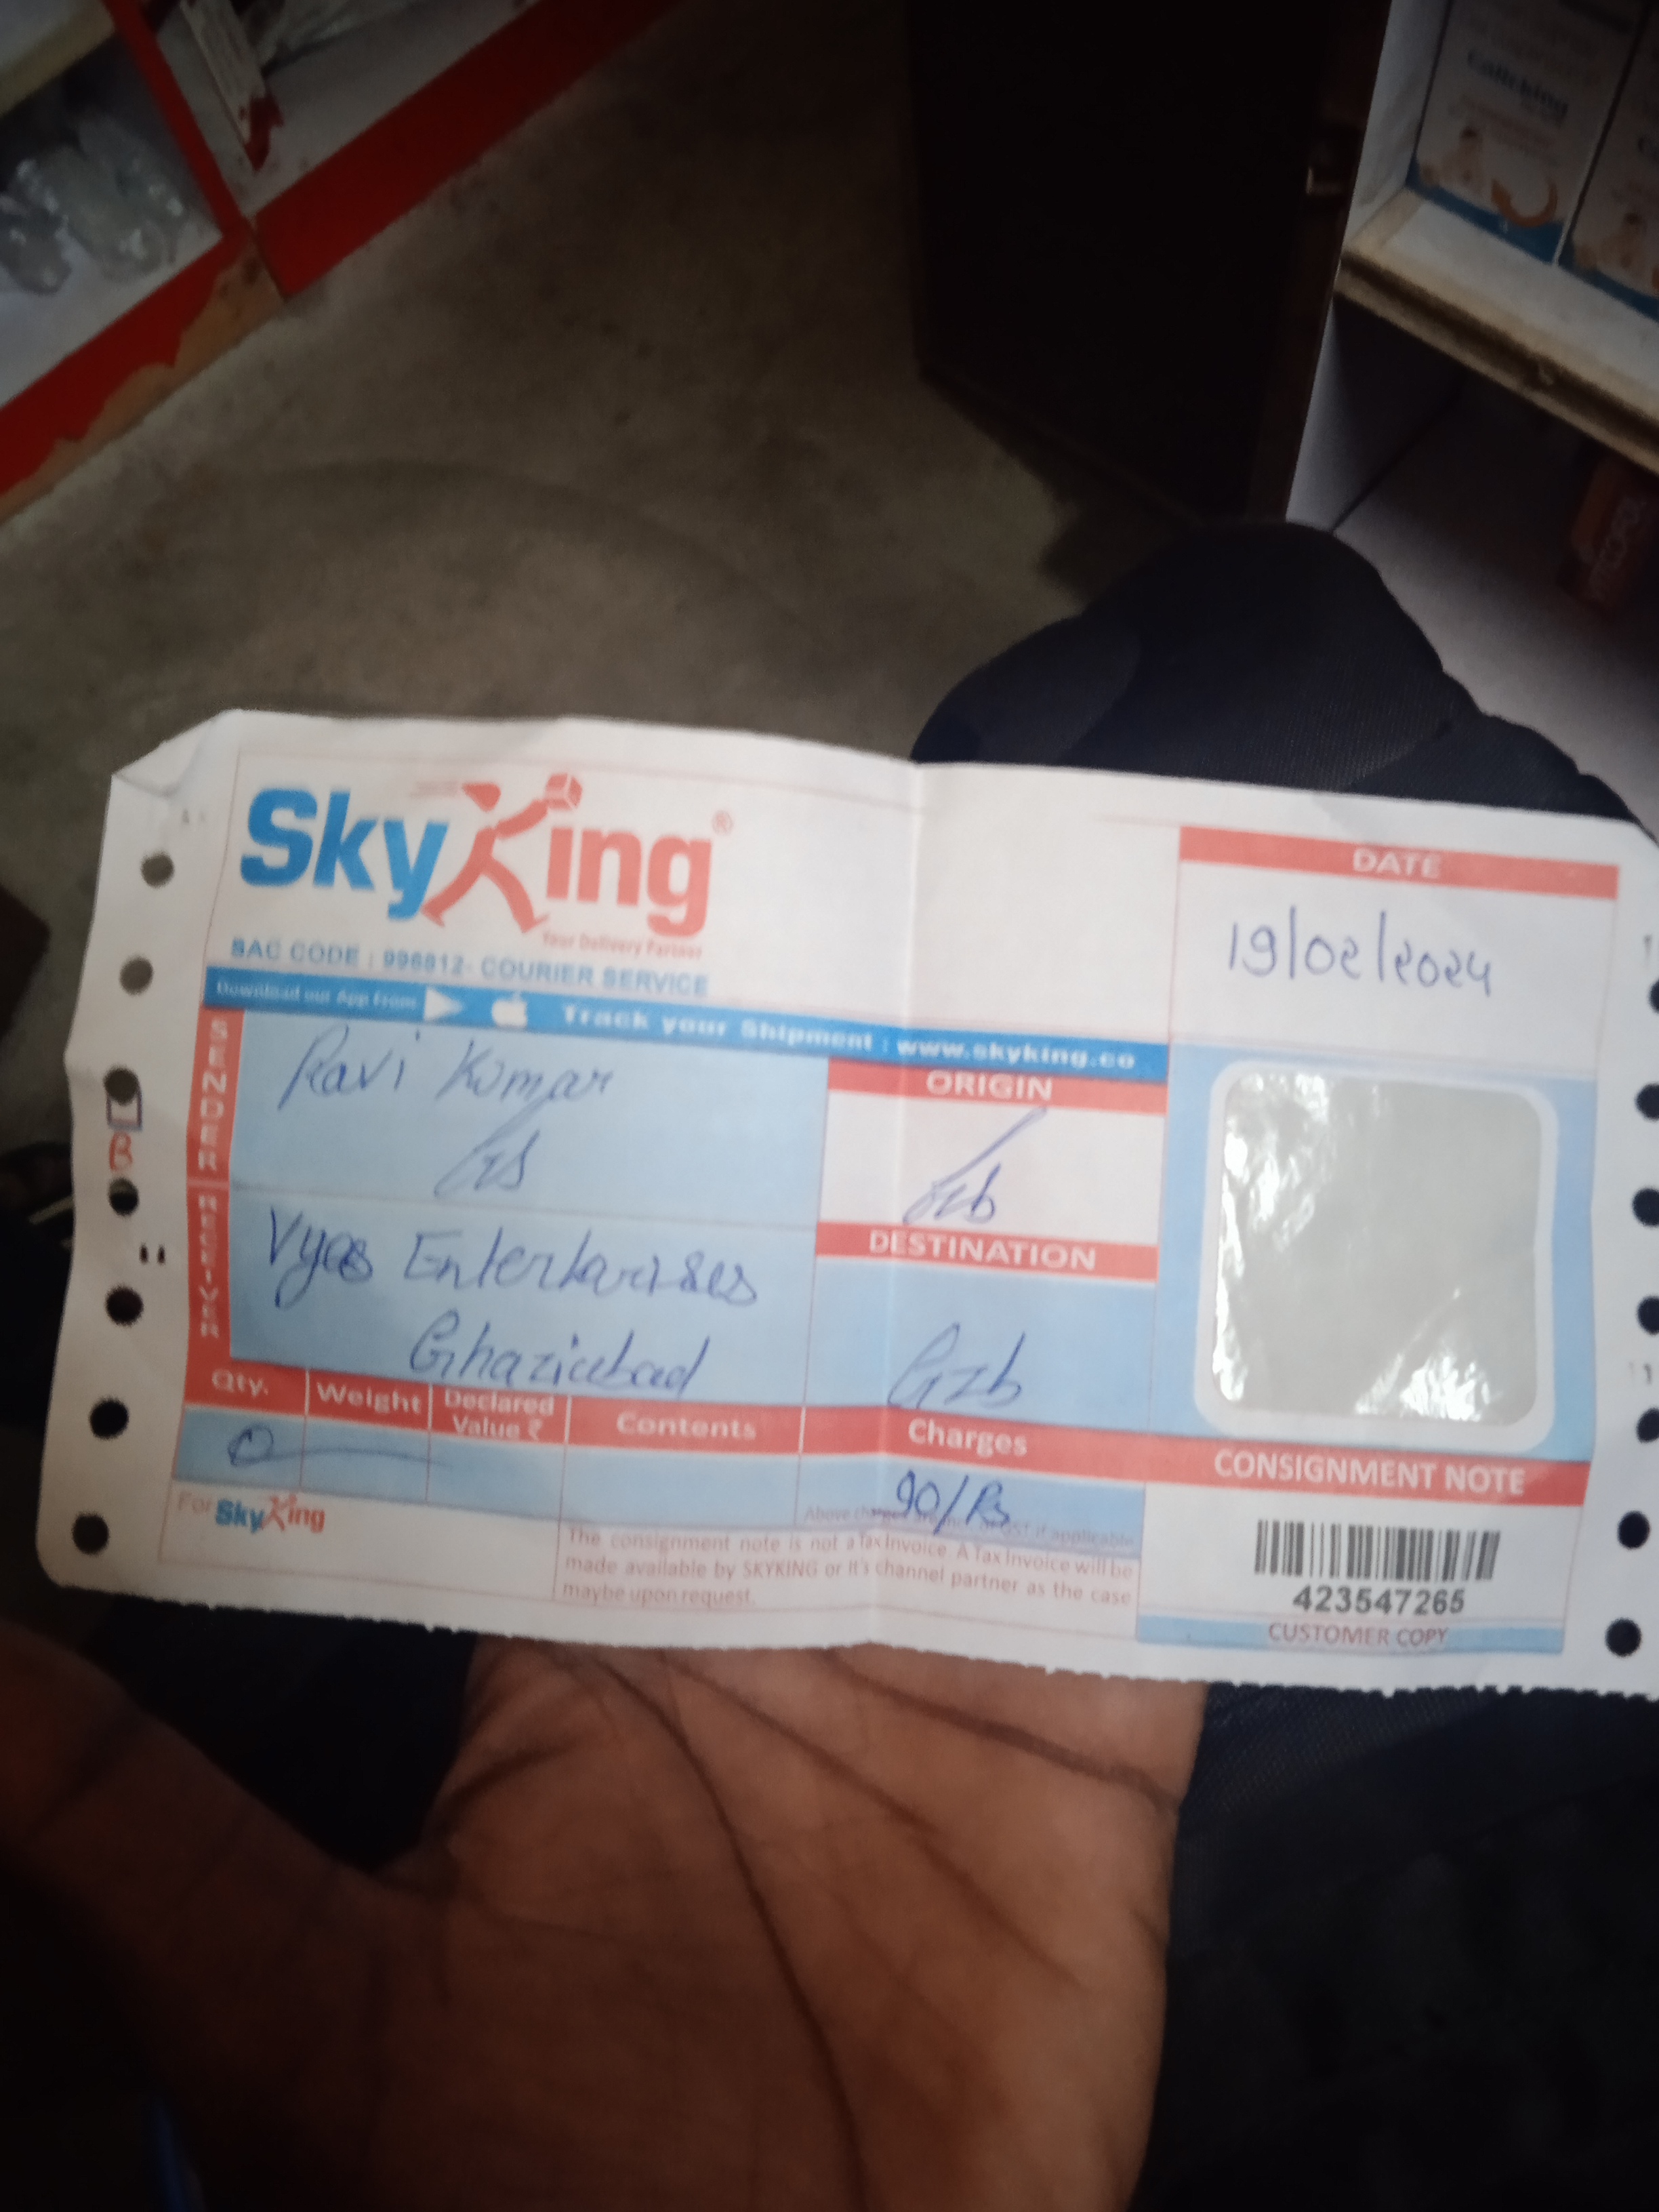 SkyKing®
Your Delivery Partner
SAC CODE : 996812- COURIER SERVICE
Download our App From
Track your Shipment : www.skyking.co
DATE
19/02/2024
SENDER
Ravi Kumar
ORIGIN
RECEIVER
Vyas Enterprises
Ghaziabad
DESTINATION
Gzb
Qty.
Weight
Declared Value ₹
Contents
Charges
90/Rs
For SkyKing
The consignment note is not a Tax Invoice. A Tax Invoice will be
made available by SKYKING or it's channel partner as the case
maybe upon request.
CONSIGNMENT NOTE
423547265
CUSTOMER COPY
B